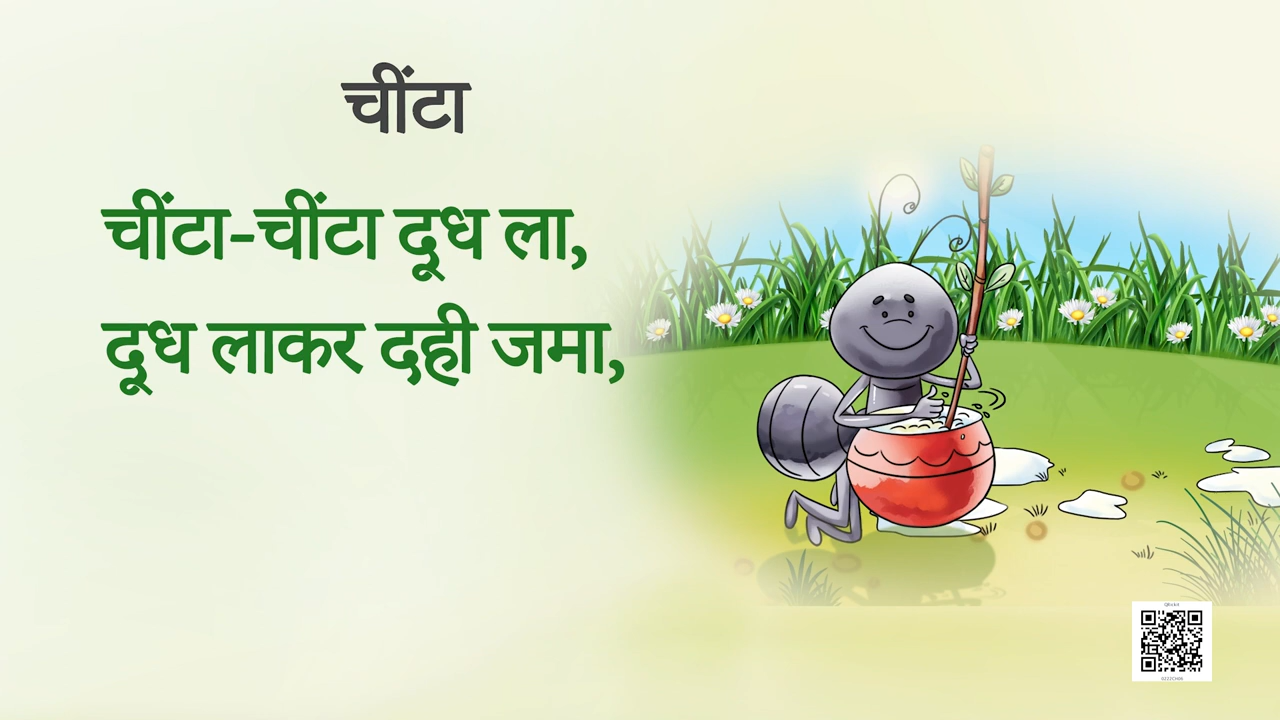 चींटा
चींटा-चींटा दूध ला,
दूध लाकर दही जमा,